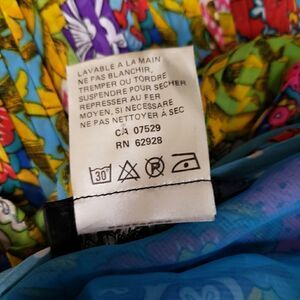 LAVABLE A LA MAIN
NE PAS BLANCHIR,
TREMPER OU TORDRE
SUSPENDRE POUR SECHER
REPRESSER AU FER
MOYEN, SI NECESSAIRE
NE PAS NETTOYER À SEC
CA 07529
RN 62928
30°